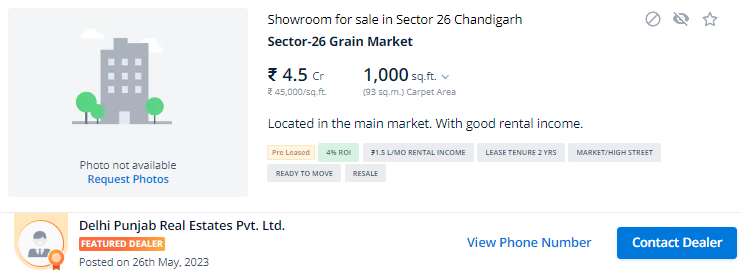 Showroom for sale in Sector 26 Chandigarh
Sector-26 Grain Market
₹ 4.5 Cr 1,000 sq.ft.
₹ 45,000/sq.ft. (93 sq.m.) Carpet Area
Located in the main market. With good rental income.
Photo not available
Request Photos
Pre Leased 4% ROI ₹1.5 L/MO RENTAL INCOME LEASE TENURE 2 YRS MARKET/HIGH STREET
READY TO MOVE RESALE
Delhi Punjab Real Estates Pvt. Ltd.
FEATURED DEALER
Posted on 26th May, 2023
View Phone Number Contact Dealer